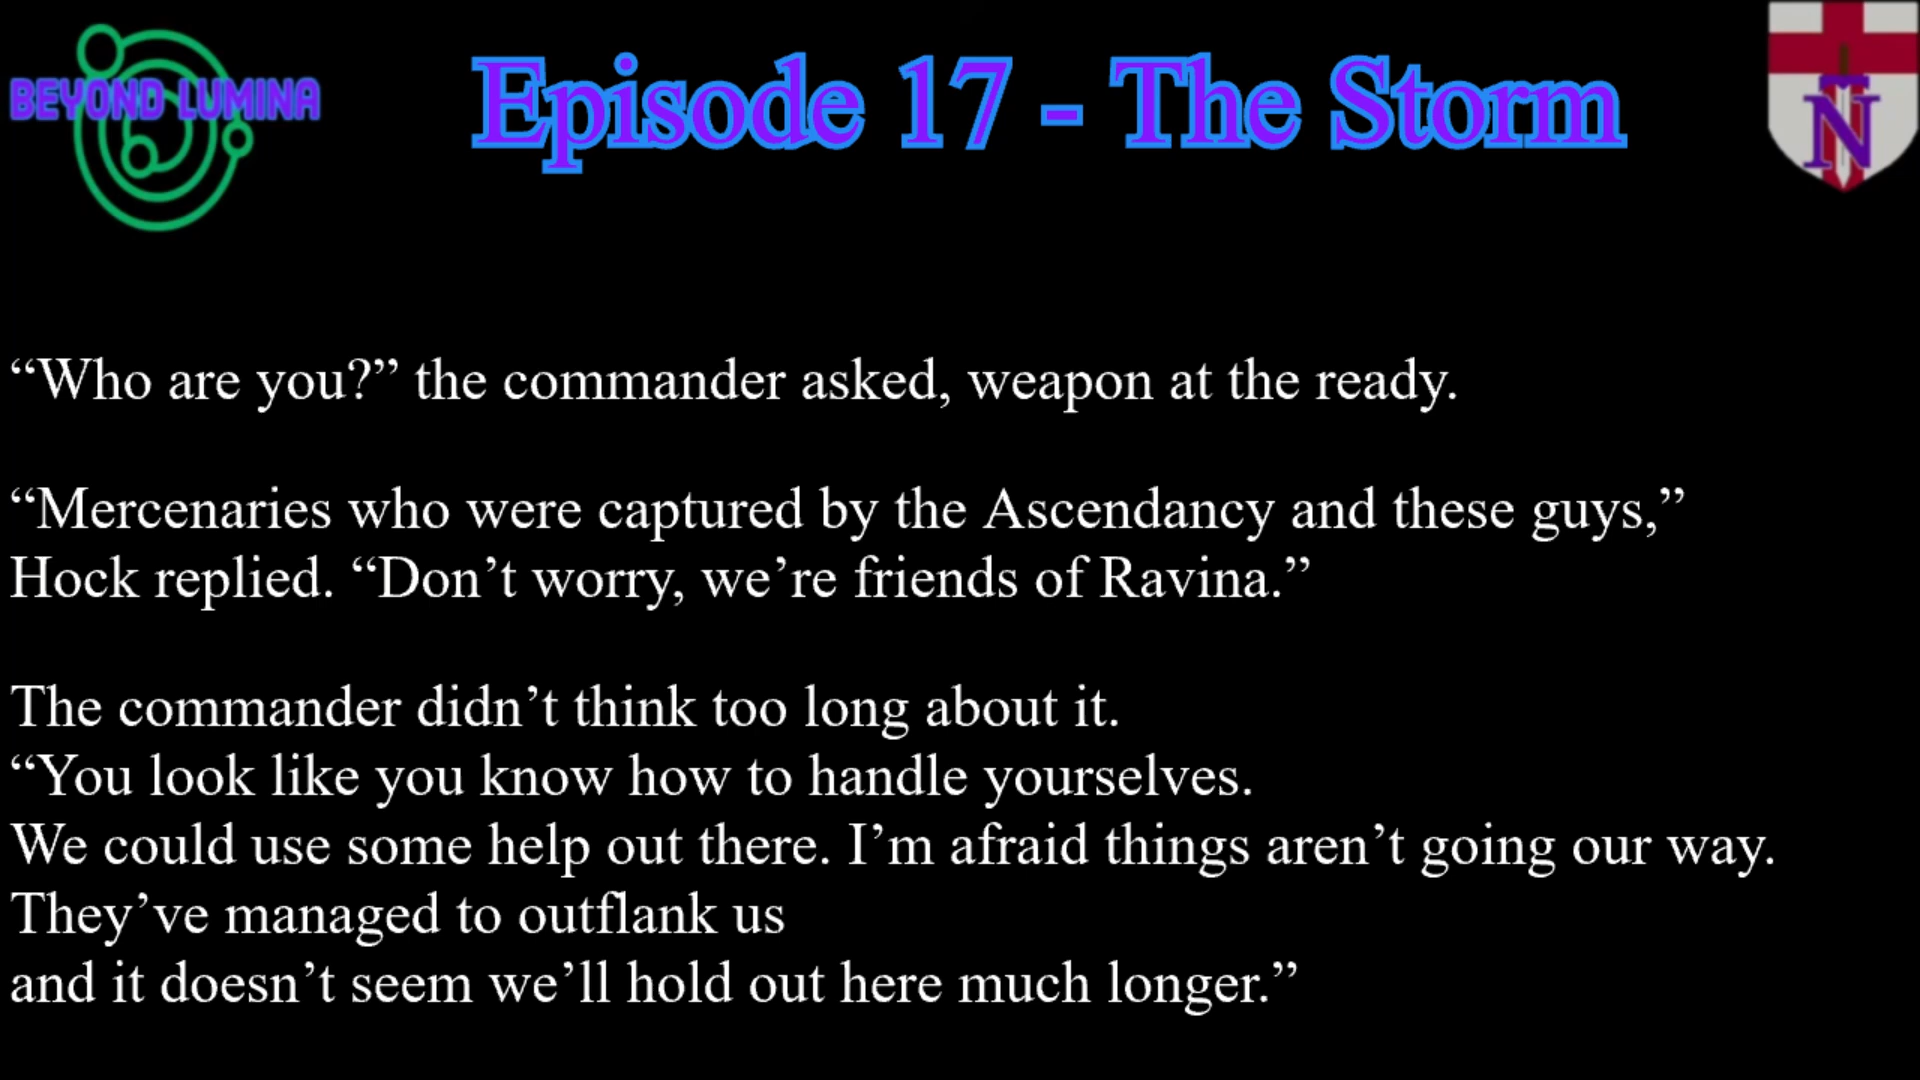 BEYOND LUMINA
Episode 17 - The Storm
N
“Who are you?” the commander asked, weapon at the ready.
“Mercenaries who were captured by the Ascendancy and these guys,”
Hock replied. “Don’t worry, we’re friends of Ravina.”
The commander didn’t think too long about it.
“You look like you know how to handle yourselves.
We could use some help out there. I’m afraid things aren’t going our way.
They’ve managed to outflank us
and it doesn’t seem we’ll hold out here much longer.”